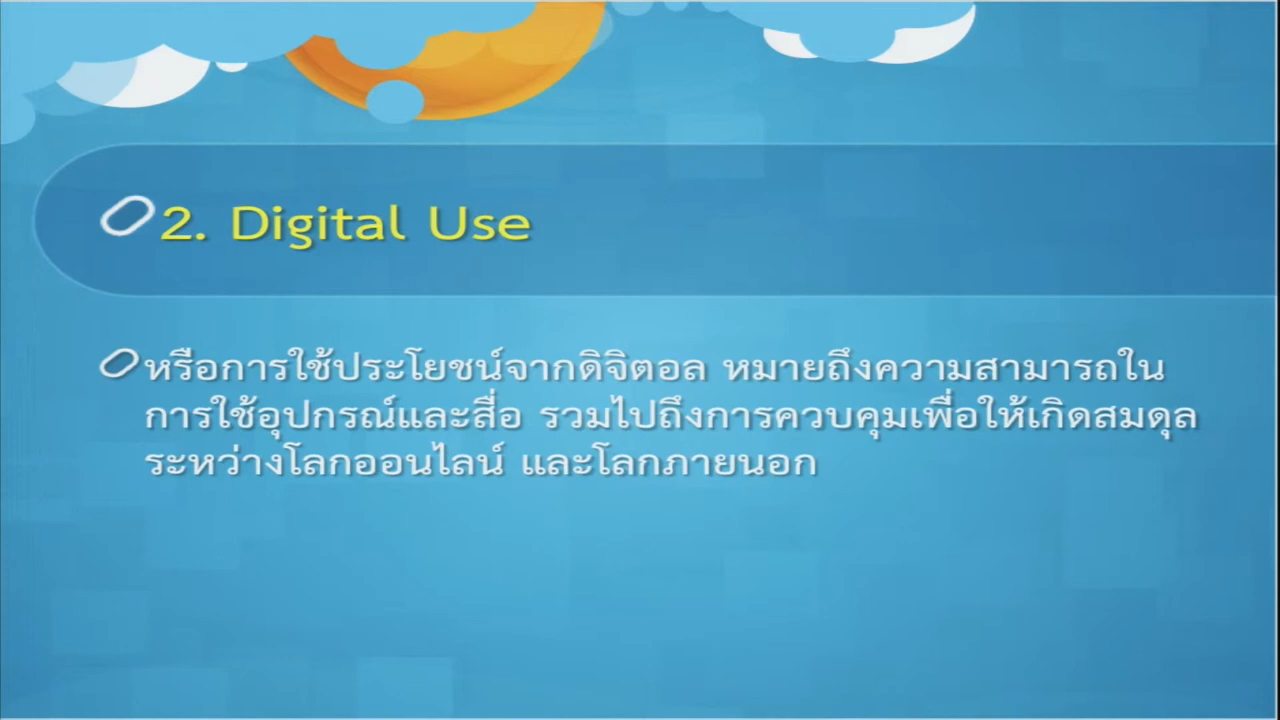 2. Digital Use
หรือการใช้ประโยชน์จากดิจิตอล หมายถึงความสามารถใน
การใช้อุปกรณ์และสื่อ รวมไปถึงการควบคุมเพื่อให้เกิดสมดุล
ระหว่างโลกออนไลน์ และโลกภายนอก